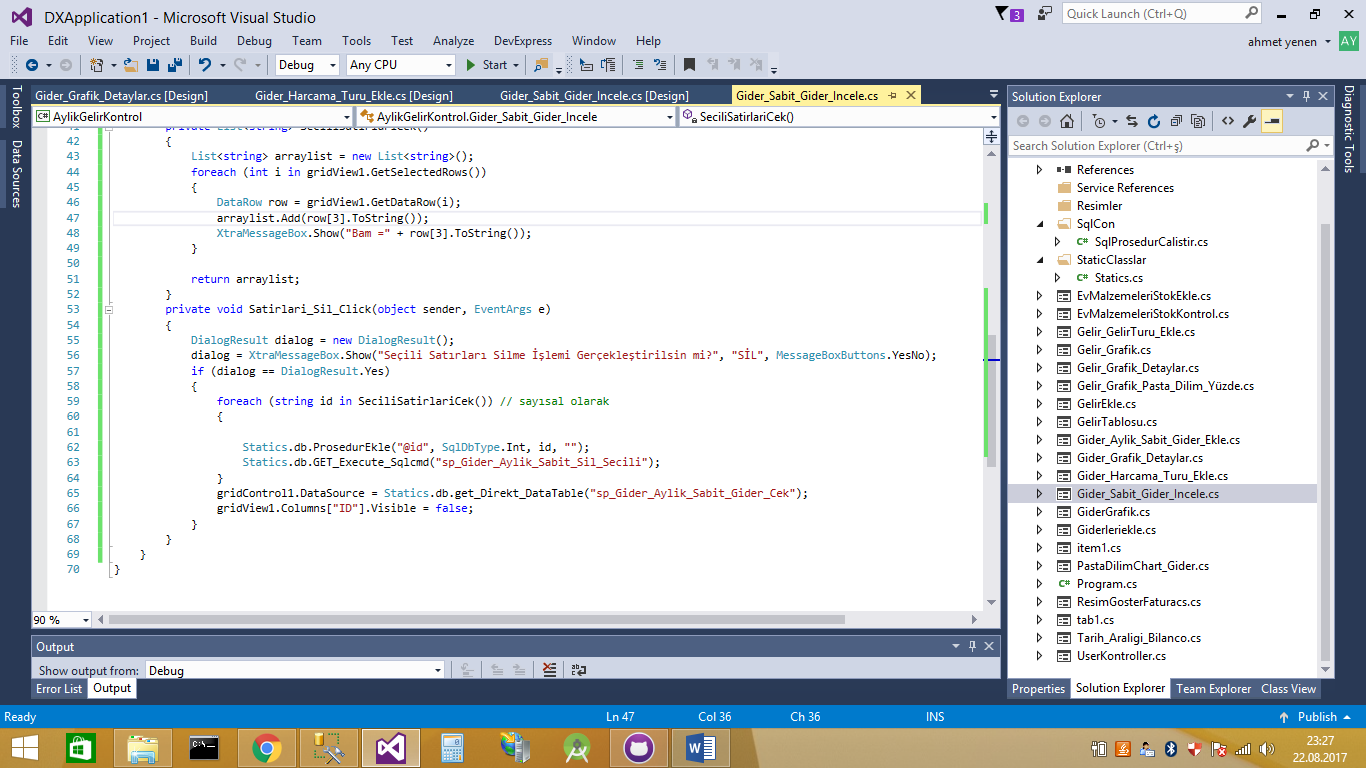 DXApplication1 - Microsoft Visual Studio
3
Quick Launch (Ctrl+Q)
File Edit View Project Build Debug Team Tools Test Analyze DevExpress Window Help
ahmet yenen
AY
Debug
Any CPU
Start
Toolbox
Data Sources
Gider_Grafik_Detaylar.cs [Design]
Gider_Harcama_Turu_Ekle.cs [Design]
Gider_Sabit_Gider_Incele.cs [Design]
Gider_Sabit_Gider_Incele.cs
AylikGelirKontrol
AylikGelirKontrol.Gider_Sabit_Gider_Incele
SeciliSatirlariCek()
41 private List<string> SeciliSatirlariCek()
42 {
43 List<string> arraylist = new List<string>();
44 foreach (int i in gridView1.GetSelectedRows())
45 {
46 DataRow row = gridView1.GetDataRow(i);
47 arraylist.Add(row[3].ToString());
48 XtraMessageBox.Show("Bam =" + row[3].ToString());
49 }
50
51 return arraylist;
52 }
53 private void Satirlari_Sil_Click(object sender, EventArgs e)
54 {
55 DialogResult dialog = new DialogResult();
56 dialog = XtraMessageBox.Show("Seçili Satırları Silme İşlemi Gerçekleştirilsin mi?", "SİL", MessageBoxButtons.YesNo);
57 if (dialog == DialogResult.Yes)
58 {
59 foreach (string id in SeciliSatirlariCek()) // sayısal olarak
60 {
61
62 Statics.db.ProsedurEkle("@id", SqlDbType.Int, id, "");
63 Statics.db.GET_Execute_Sqlcmd("sp_Gider_Aylik_Sabit_Sil_Secili");
64 }
65 gridControl1.DataSource = Statics.db.get_Direkt_DataTable("sp_Gider_Aylik_Sabit_Gider_Cek");
66 gridView1.Columns["ID"].Visible = false;
67 }
68 }
69 }
70 }
90 %
Output
Show output from: Debug
Error List Output
Solution Explorer
Search Solution Explorer (Ctrl+ş)
References
Service References
Resimler
SqlCon
C# SqlProsedurCalistir.cs
StaticClasslar
C# Statics.cs
EvMalzemeleriStokEkle.cs
EvMalzemeleriStokKontrol.cs
Gelir_GelirTuru_Ekle.cs
Gelir_Grafik.cs
Gelir_Grafik_Detaylar.cs
Gelir_Grafik_Pasta_Dilim_Yüzde.cs
GelirEkle.cs
GelirTablosu.cs
Gider_Aylik_Sabit_Gider_Ekle.cs
Gider_Grafik_Detaylar.cs
Gider_Harcama_Turu_Ekle.cs
Gider_Sabit_Gider_Incele.cs
GiderGrafik.cs
Giderleriekle.cs
item1.cs
PastaDilimChart_Gider.cs
C# Program.cs
ResimGosterFaturacs.cs
tab1.cs
Tarih_Araligi_Bilanco.cs
UserKontroller.cs
Properties Solution Explorer Team Explorer Class View
Diagnostic Tools
Ready
Ln 47
Col 36
Ch 36
INS
Publish
23:27
22.08.2017